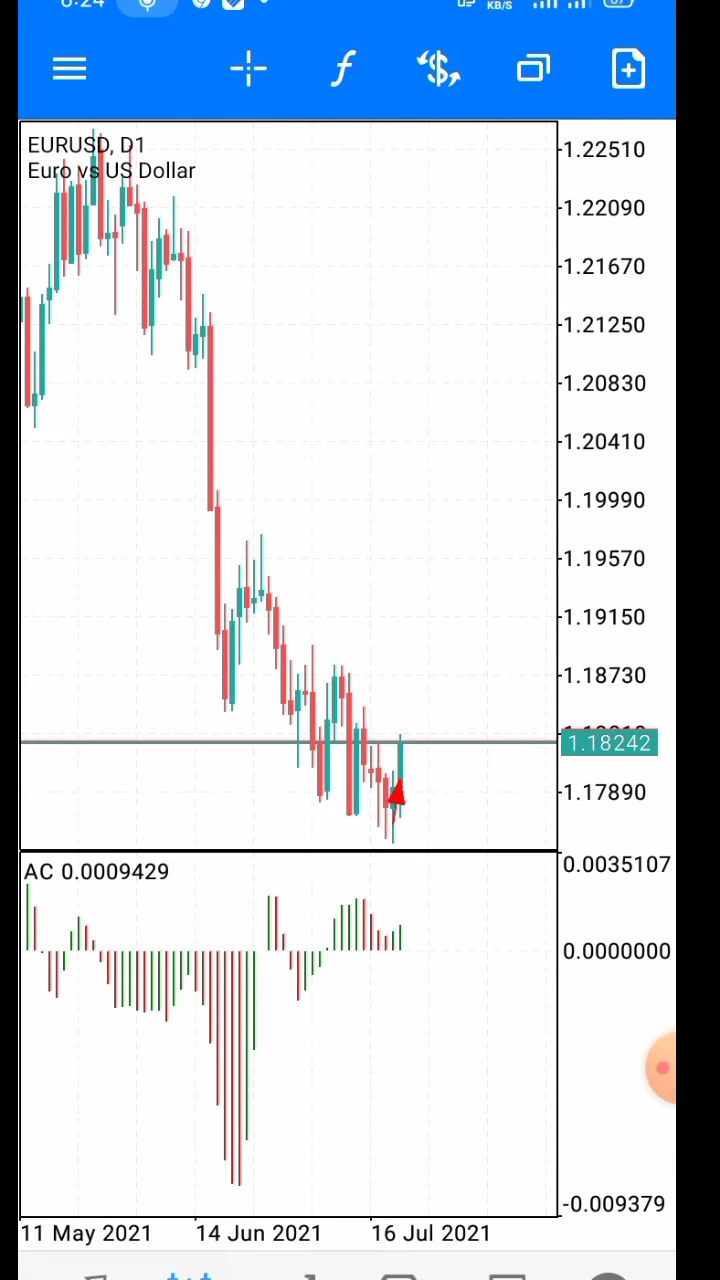 KB/S
EURUSD, D1
Euro vs US Dollar
1.22510
1.22090
1.21670
1.21250
1.20830
1.20410
1.19990
1.19570
1.19150
1.18730
1.18242
1.17890
AC 0.0009429
0.0035107
0.0000000
-0.009379
11 May 2021
14 Jun 2021
16 Jul 2021